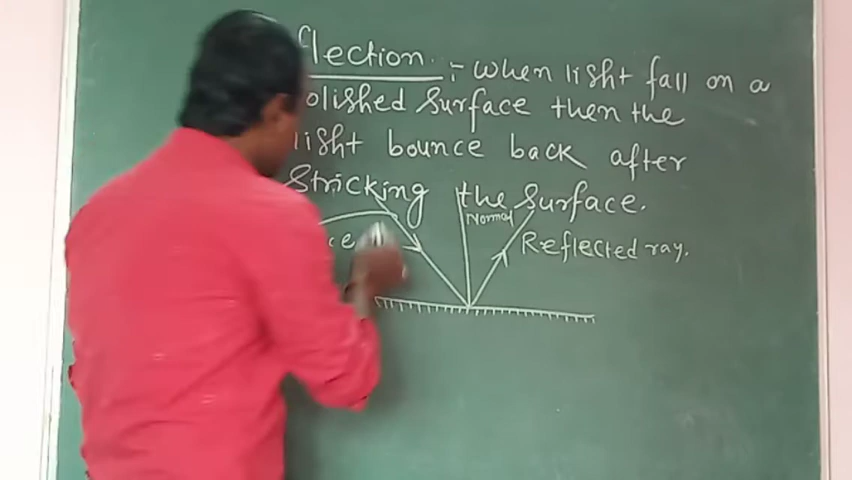 flection :- when light fall on a
olished surface then the
light bounce back after
stricking the surface.
Normal
Reflected ray.